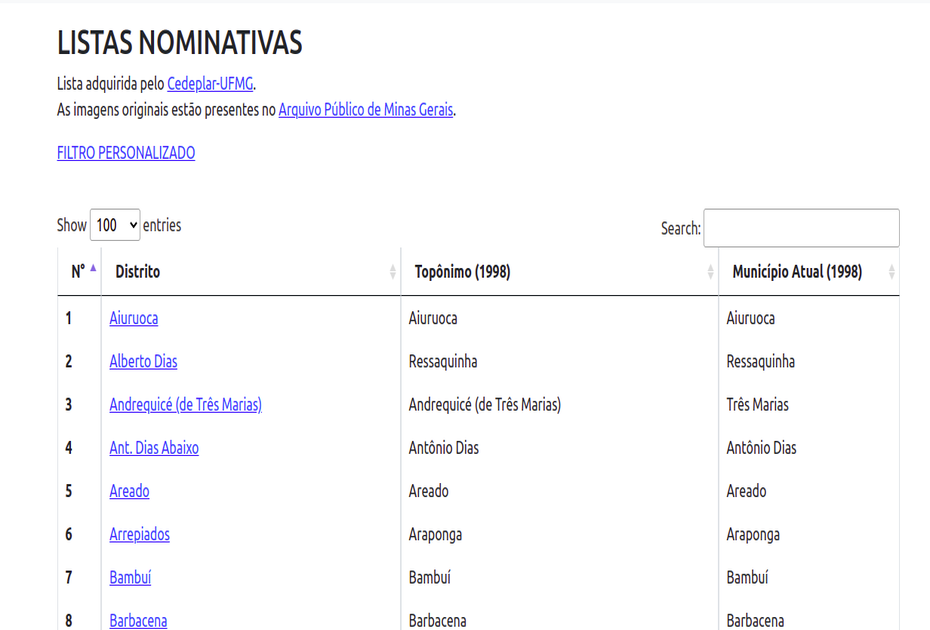 LISTAS NOMINATIVAS
Lista adquirida pelo Cedeplar-UFMG.
As imagens originais estão presentes no Arquivo Público de Minas Gerais.
FILTRO PERSONALIZADO
Show 100 entries
Search:
Nº Distrito Topônimo (1998) Município Atual (1998)
1 Aiuruoca Aiuruoca Aiuruoca
2 Alberto Dias Ressaquinha Ressaquinha
3 Andrequicé (de Três Marias) Andrequicé (de Três Marias) Três Marias
4 Ant. Dias Abaixo Antônio Dias Antônio Dias
5 Areado Areado Areado
6 Arrepiados Araponga Araponga
7 Bambuí Bambuí Bambuí
8 Barbacena Barbacena Barbacena